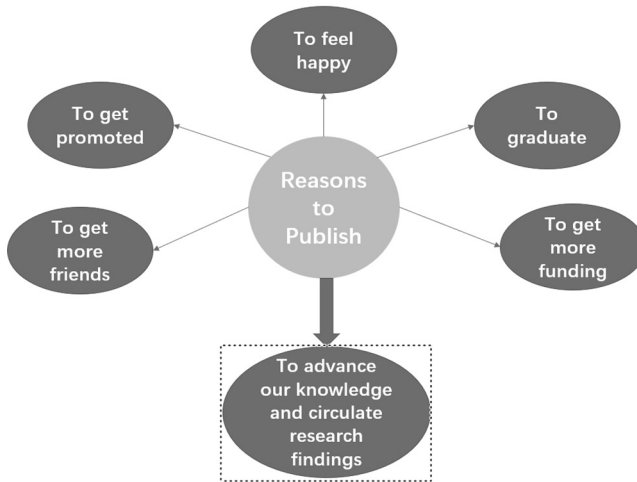 To feel
happy
To get
promoted
To
graduate
Reasons
to
Publish
To get
more
friends
To get
more
funding
To advance
our knowledge
and circulate
research
findings